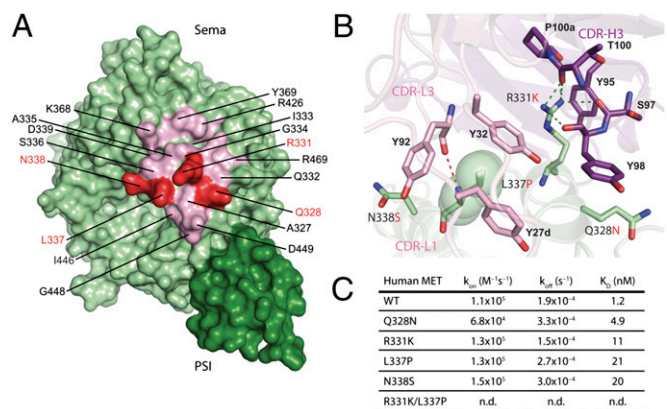 A
Sema
K368
A335
D339
S336
N338
L337
I446
G448
Y369
R426
I333
G334
R331
R469
Q332
Q328
A327
D449
PSI
B
P100a
CDR-H3
T100
CDR-L3
R331K
Y95
S97
Y92
Y32
Y98
L337P
N338S
Y27d
Q328N
CDR-L1
C
Human MET kon (M⁻¹s⁻¹) koff (s⁻¹) KD (nM)
WT 1.1x10⁵ 1.9x10⁻⁴ 1.2
Q328N 6.8x10⁴ 3.3x10⁻⁴ 4.9
R331K 1.3x10⁵ 1.5x10⁻⁴ 11
L337P 1.3x10⁵ 2.7x10⁻⁴ 21
N338S 1.5x10⁵ 3.0x10⁻⁴ 20
R331K/L337P n.d. n.d. n.d.